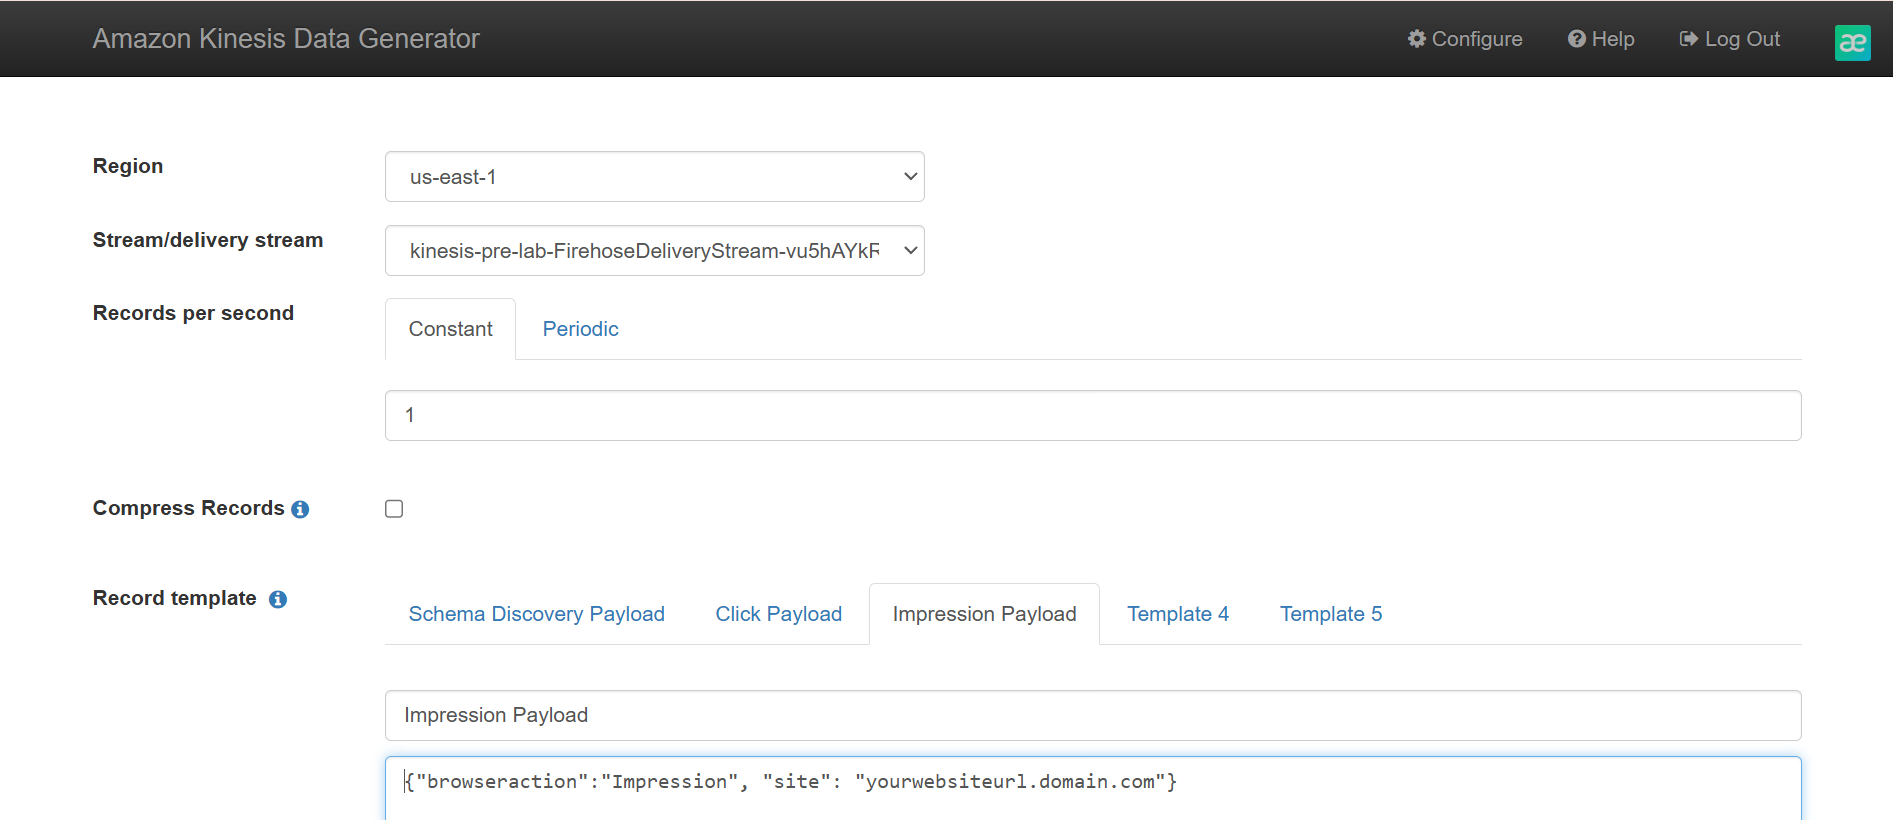 Amazon Kinesis Data Generator
Configure
Help
Log Out
æ
Region
us-east-1
Stream/delivery stream
kinesis-pre-lab-FirehoseDeliveryStream-vu5hAYkR
Records per second
Constant
Periodic
1
Compress Records
Record template
Schema Discovery Payload
Click Payload
Impression Payload
Template 4
Template 5
Impression Payload
{"browseraction":"Impression", "site": "yourwebsiteurl.domain.com"}